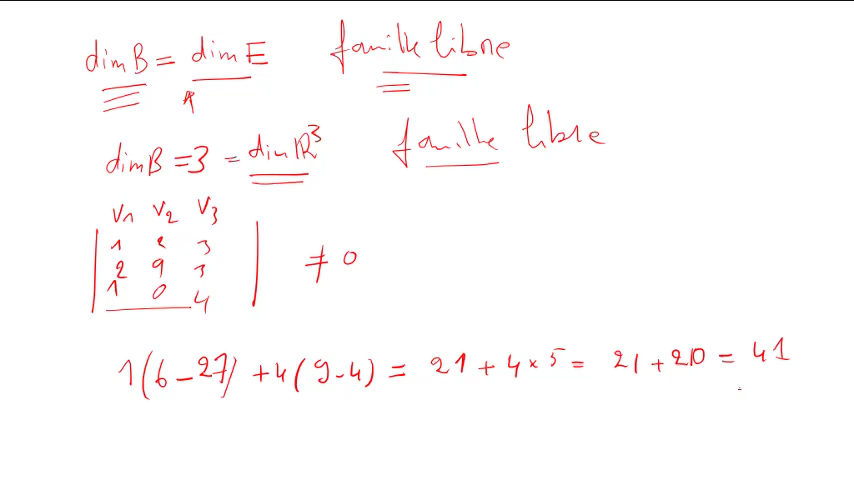 dim B = dim E famille libre
dim B = 3 = dim ℝ³ famille libre
V₁ V₂ V₃
| 1 2 3 |
| 2 9 3 | ≠ 0
| 1 0 4 |
1(6-27) + 4(9-4) = 21 + 4×5 = 21 + 20 = 41